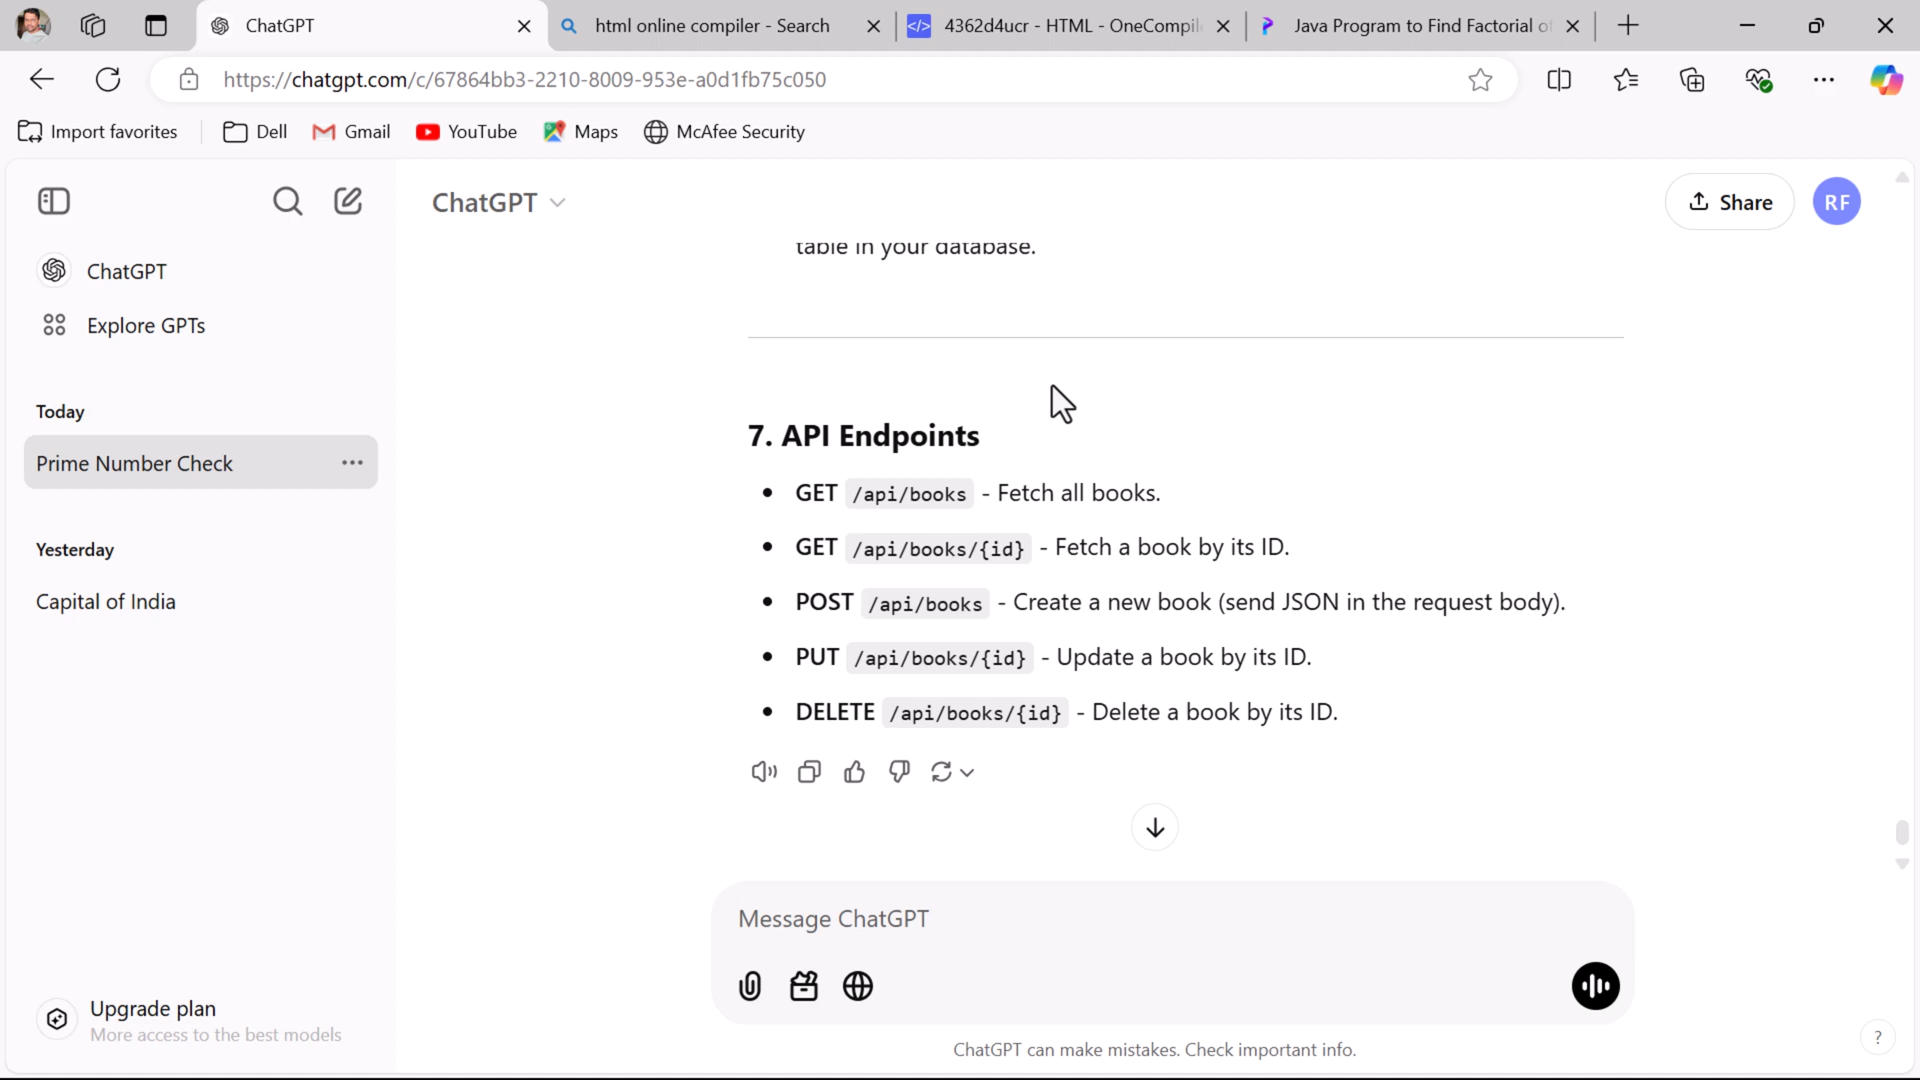 ChatGPT
html online compiler - Search
4362d4ucr - HTML - OneCompil
Java Program to Find Factorial o
https://chatgpt.com/c/67864bb3-2210-8009-953e-a0d1fb75c050
Import favorites
Dell
Gmail
YouTube
Maps
McAfee Security
ChatGPT
Explore GPTs
Today
Prime Number Check
Yesterday
Capital of India
Upgrade plan
More access to the best models
ChatGPT
Share
RF
table in your database.
7. API Endpoints
• GET /api/books - Fetch all books.
• GET /api/books/{id} - Fetch a book by its ID.
• POST /api/books - Create a new book (send JSON in the request body).
• PUT /api/books/{id} - Update a book by its ID.
• DELETE /api/books/{id} - Delete a book by its ID.
Message ChatGPT
ChatGPT can make mistakes. Check important info.
?